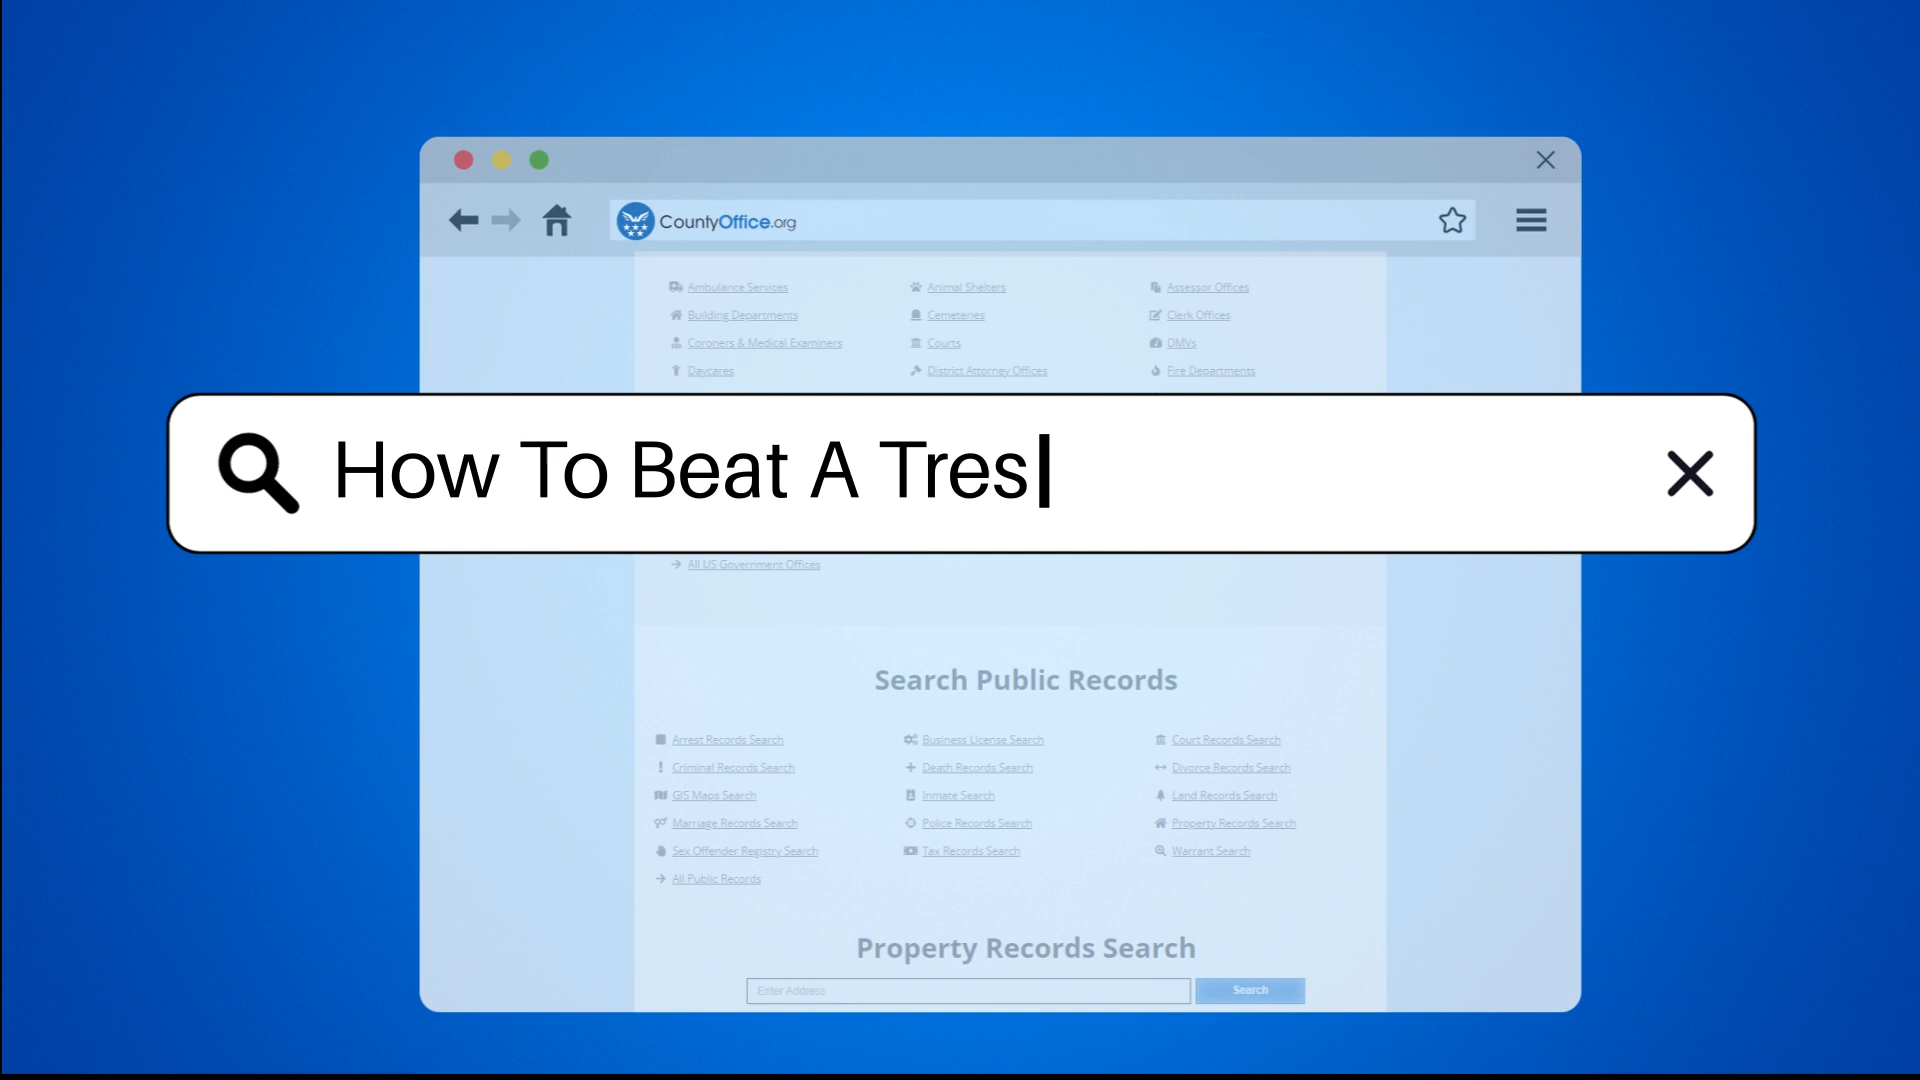 CountyOffice.org
Ambulance Services Animal Shelters Assessor Offices
Building Departments Cemeteries Clerk Offices
Coroners & Medical Examiners Courts DMVs
Daycares District Attorney Offices Fire Departments
How To Beat A Tres
All US Government Offices
Search Public Records
Arrest Records Search Business License Search Court Records Search
Criminal Records Search Death Records Search Divorce Records Search
GIS Maps Search Inmate Search Land Records Search
Marriage Records Search Police Records Search Property Records Search
Sex Offender Registry Search Tax Records Search Warrant Search
All Public Records
Property Records Search
Enter Address Search